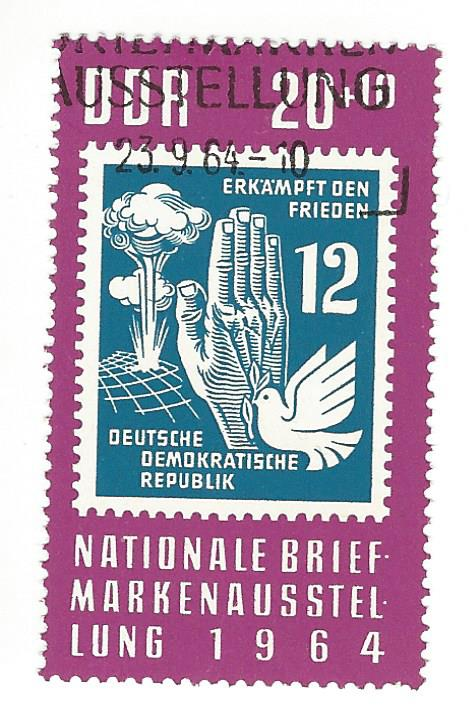 BRIEFMARKEN
AUSSTELLUNG
DDR 20+10
23.9.64.-10
ERKÄMPFT DEN
FRIEDEN
12
DEUTSCHE
DEMOKRATISCHE
REPUBLIK
NATIONALE BRIEF-
MARKENAUSSTEL-
LUNG 1964